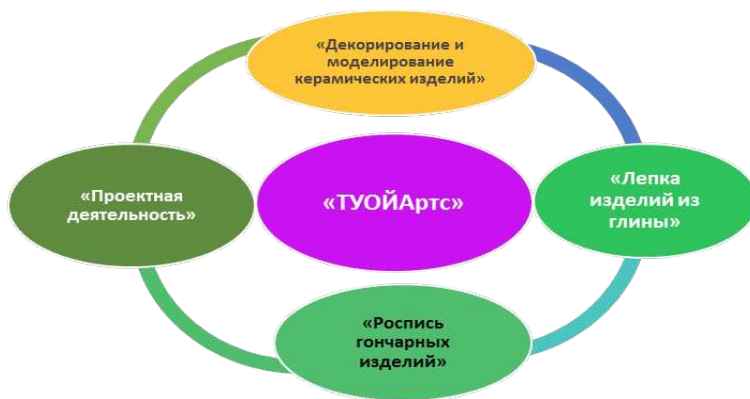 «Декорирование и
моделирование
керамических изделий»
«Проектная
деятельность»
«ТУОЙАртс»
«Лепка
изделий из
глины»
«Роспись
гончарных
изделий»